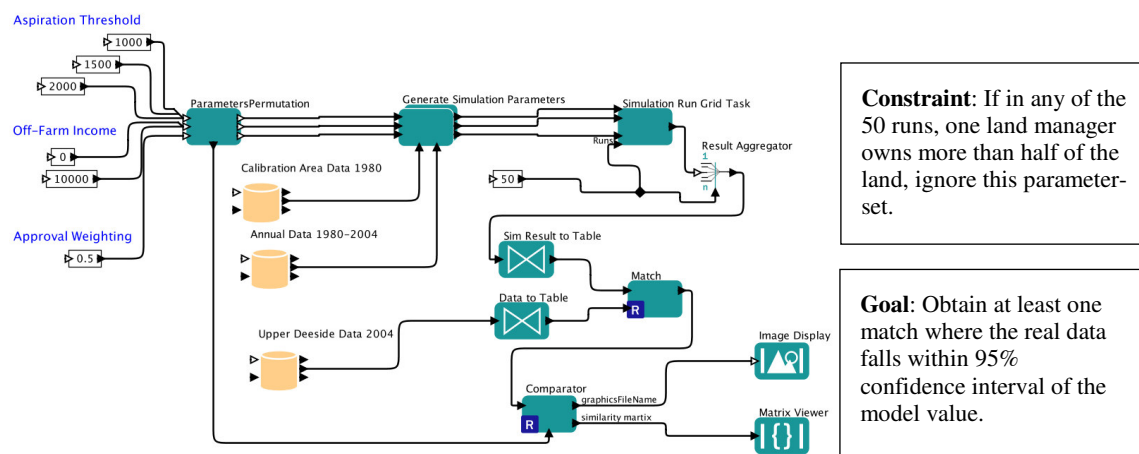 Aspiration Threshold
1000
1500
2000
Off-Farm Income
0
10000
Approval Weighting
0.5
ParametersPermutation
Generate Simulation Parameters
Simulation Run Grid Task
Runs
Result Aggregator
1
n
50
Calibration Area Data 1980
Annual Data 1980-2004
Upper Deeside Data 2004
Sim Result to Table
Data to Table
Match
R
Comparator
R
graphicsFileName
similarity martix
Image Display
Matrix Viewer
{}
Constraint: If in any of the
50 runs, one land manager
owns more than half of the
land, ignore this parameter-
set.
Goal: Obtain at least one
match where the real data
falls within 95%
confidence interval of the
model value.